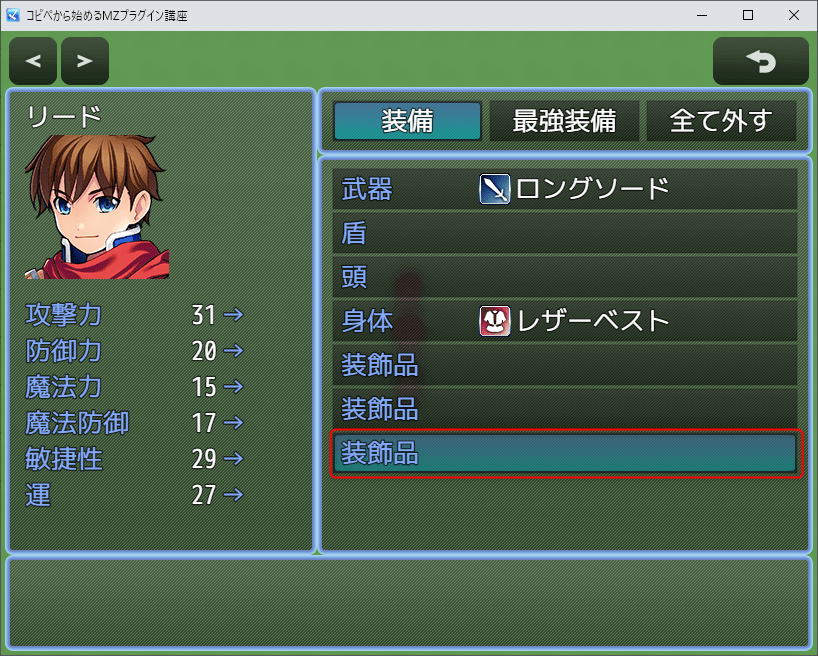 コピペから始めるMZプラグイン講座
リード
攻撃力 31→
防御力 20→
魔法力 15→
魔法防御 17→
敏捷性 29→
運 27→
装備 最強装備 全て外す
武器 ロングソード
盾
頭
身体 レザーベスト
装飾品
装飾品
装飾品